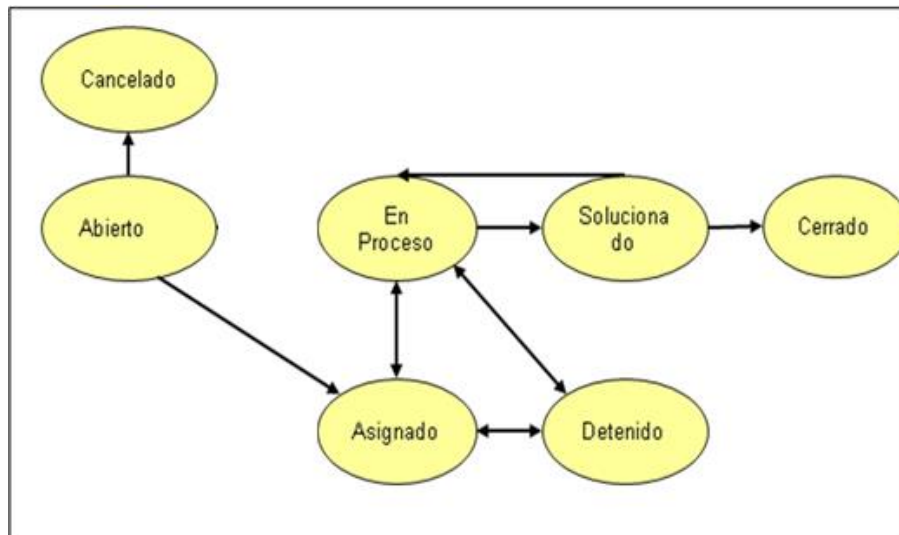 Cancelado
Abierto
En
Proceso
Soluciona
do
Cerrado
Asignado
Detenido